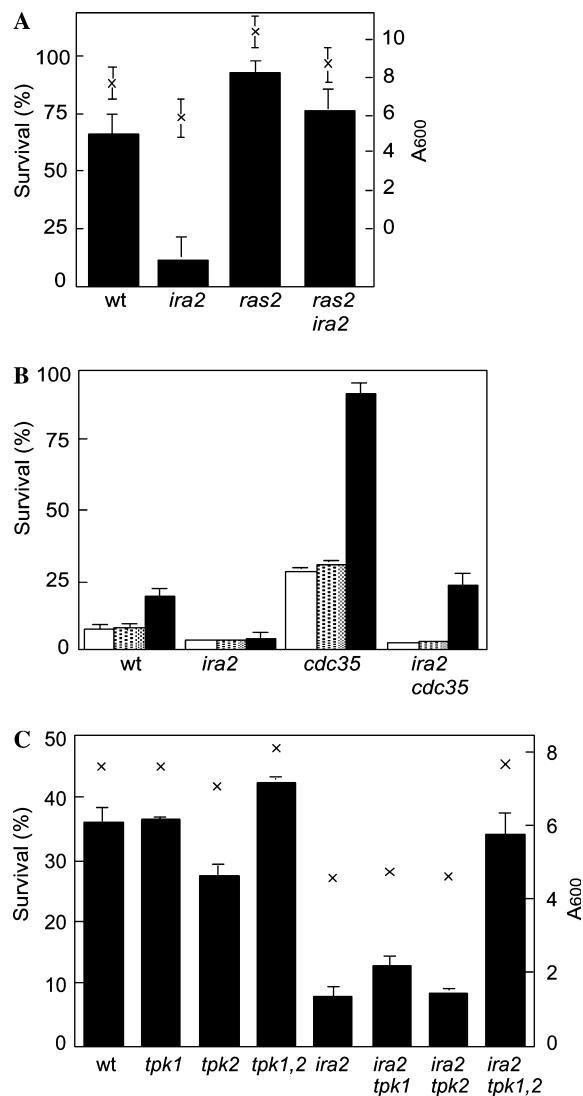 A
Survival (%)
100
75
50
25
0
10
8
6
4
2
0
A600
wt ira2 ras2 ras2
ira2
B
Survival (%)
100
75
50
25
0
wt ira2 cdc35 ira2
cdc35
C
Survival (%)
50
40
30
20
10
0
8
6
4
2
0
A600
wt tpk1 tpk2 tpk1,2 ira2 ira2 ira2 ira2
tpk1 tpk2 tpk1,2